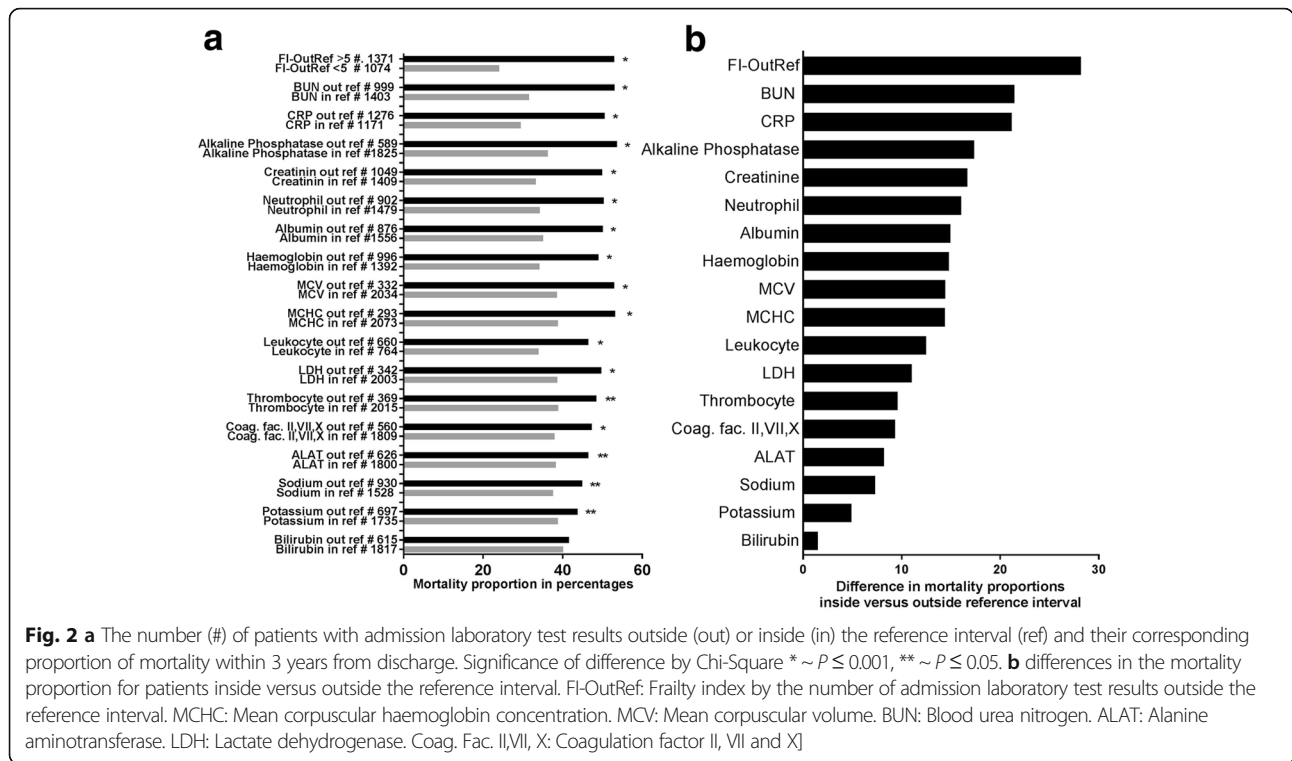 a
FI-OutRef >5 #. 1371 *
FI-OutRef <5 # 1074
BUN out ref # 999 *
BUN in ref # 1403
CRP out ref # 1276 *
CRP in ref # 1171
Alkaline Phosphatase out ref # 589 *
Alkaline Phosphatase in ref #1825
Creatinin out ref # 1049 *
Creatinin in ref # 1409
Neutrophil out ref # 902 *
Neutrophil in ref #1479
Albumin out ref # 876 *
Albumin in ref #1556
Haemoglobin out ref # 996 *
Haemoglobin in ref # 1392
MCV out ref # 332 *
MCV in ref # 2034
MCHC out ref # 293 *
MCHC in ref # 2073
Leukocyte out ref # 660 *
Leukocyte in ref # 764
LDH out ref # 342 *
LDH in ref # 2003
Thrombocyte out ref # 369 **
Thrombocyte in ref # 2015
Coag. fac. II,VII,X out ref # 560 *
Coag. fac. II,VII,X in ref # 1809
ALAT out ref # 626 **
ALAT in ref # 1800
Sodium out ref # 930 **
Sodium in ref # 1528
Potassium out ref # 697 **
Potassium in ref # 1735
Bilirubin out ref # 615
Bilirubin in ref # 1817
0 20 40 60
Mortality proportion in percentages
b
FI-OutRef
BUN
CRP
Alkaline Phosphatase
Creatinine
Neutrophil
Albumin
Haemoglobin
MCV
MCHC
Leukocyte
LDH
Thrombocyte
Coag. fac. II,VII,X
ALAT
Sodium
Potassium
Bilirubin
0 10 20 30
Difference in mortality proportions
inside versus outside reference interval
Fig. 2 a The number (#) of patients with admission laboratory test results outside (out) or inside (in) the reference interval (ref) and their corresponding
proportion of mortality within 3 years from discharge. Significance of difference by Chi-Square * ~ P ≤ 0.001, ** ~ P ≤ 0.05. b differences in the mortality
proportion for patients inside versus outside the reference interval. FI-OutRef: Frailty index by the number of admission laboratory test results outside the
reference interval. MCHC: Mean corpuscular haemoglobin concentration. MCV: Mean corpuscular volume. BUN: Blood urea nitrogen. ALAT: Alanine
aminotransferase. LDH: Lactate dehydrogenase. Coag. Fac. II,VII, X: Coagulation factor II, VII and X]